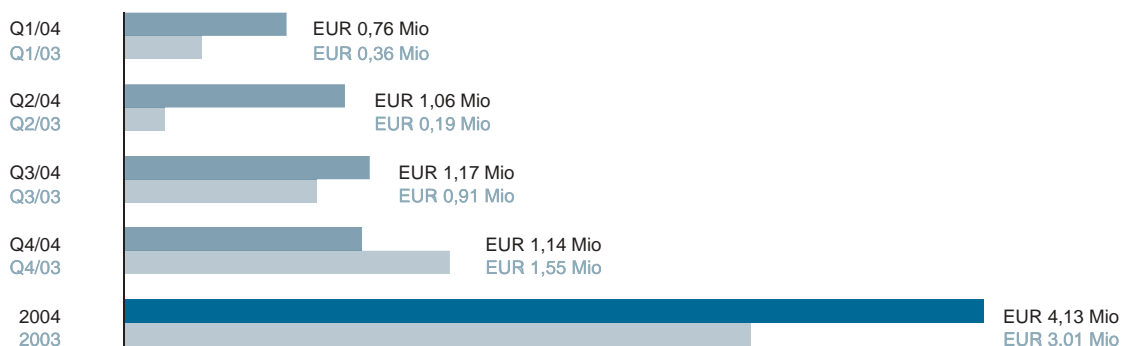 Q1/04 EUR 0,76 Mio
Q1/03 EUR 0,36 Mio
Q2/04 EUR 1,06 Mio
Q2/03 EUR 0,19 Mio
Q3/04 EUR 1,17 Mio
Q3/03 EUR 0,91 Mio
Q4/04 EUR 1,14 Mio
Q4/03 EUR 1,55 Mio
2004 EUR 4,13 Mio
2003 EUR 3,01 Mio